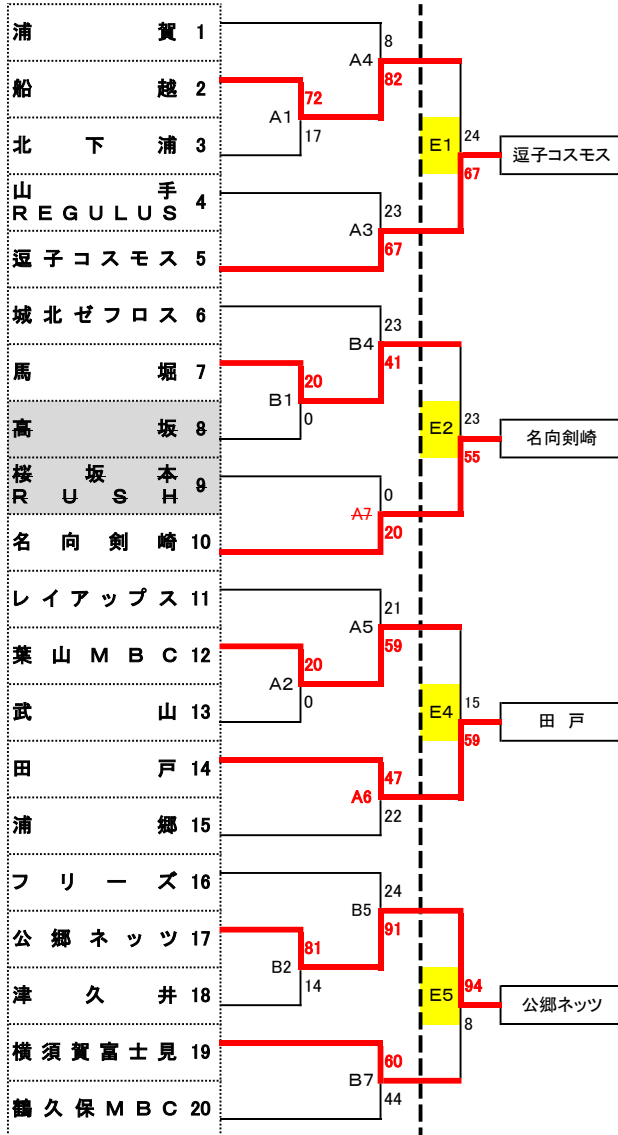 浦賀 1
8
A4
船越 2
82
72
A1
17
北下浦 3
E1
24
逗子コスモス
67
山手
REGULUS 4
23
A3
67
逗子コスモス 5
城北ゼフロス 6
23
B4
41
馬堀 7
20
B1
0
高坂 8
E2
23
名向剣崎
55
桜坂本
RUSH 9
0
A7
20
名向剣崎 10
レイアップス 11
21
A5
59
葉山MBC 12
20
A2
0
武山 13
E4
15
田戸
59
田戸 14
47
A6
22
浦郷 15
フリーズ 16
24
B5
91
公郷ネッツ 17
81
B2
14
津久井 18
E5
94
公郷ネッツ
8
横須賀富士見 19
60
B7
44
鶴久保MBC 20